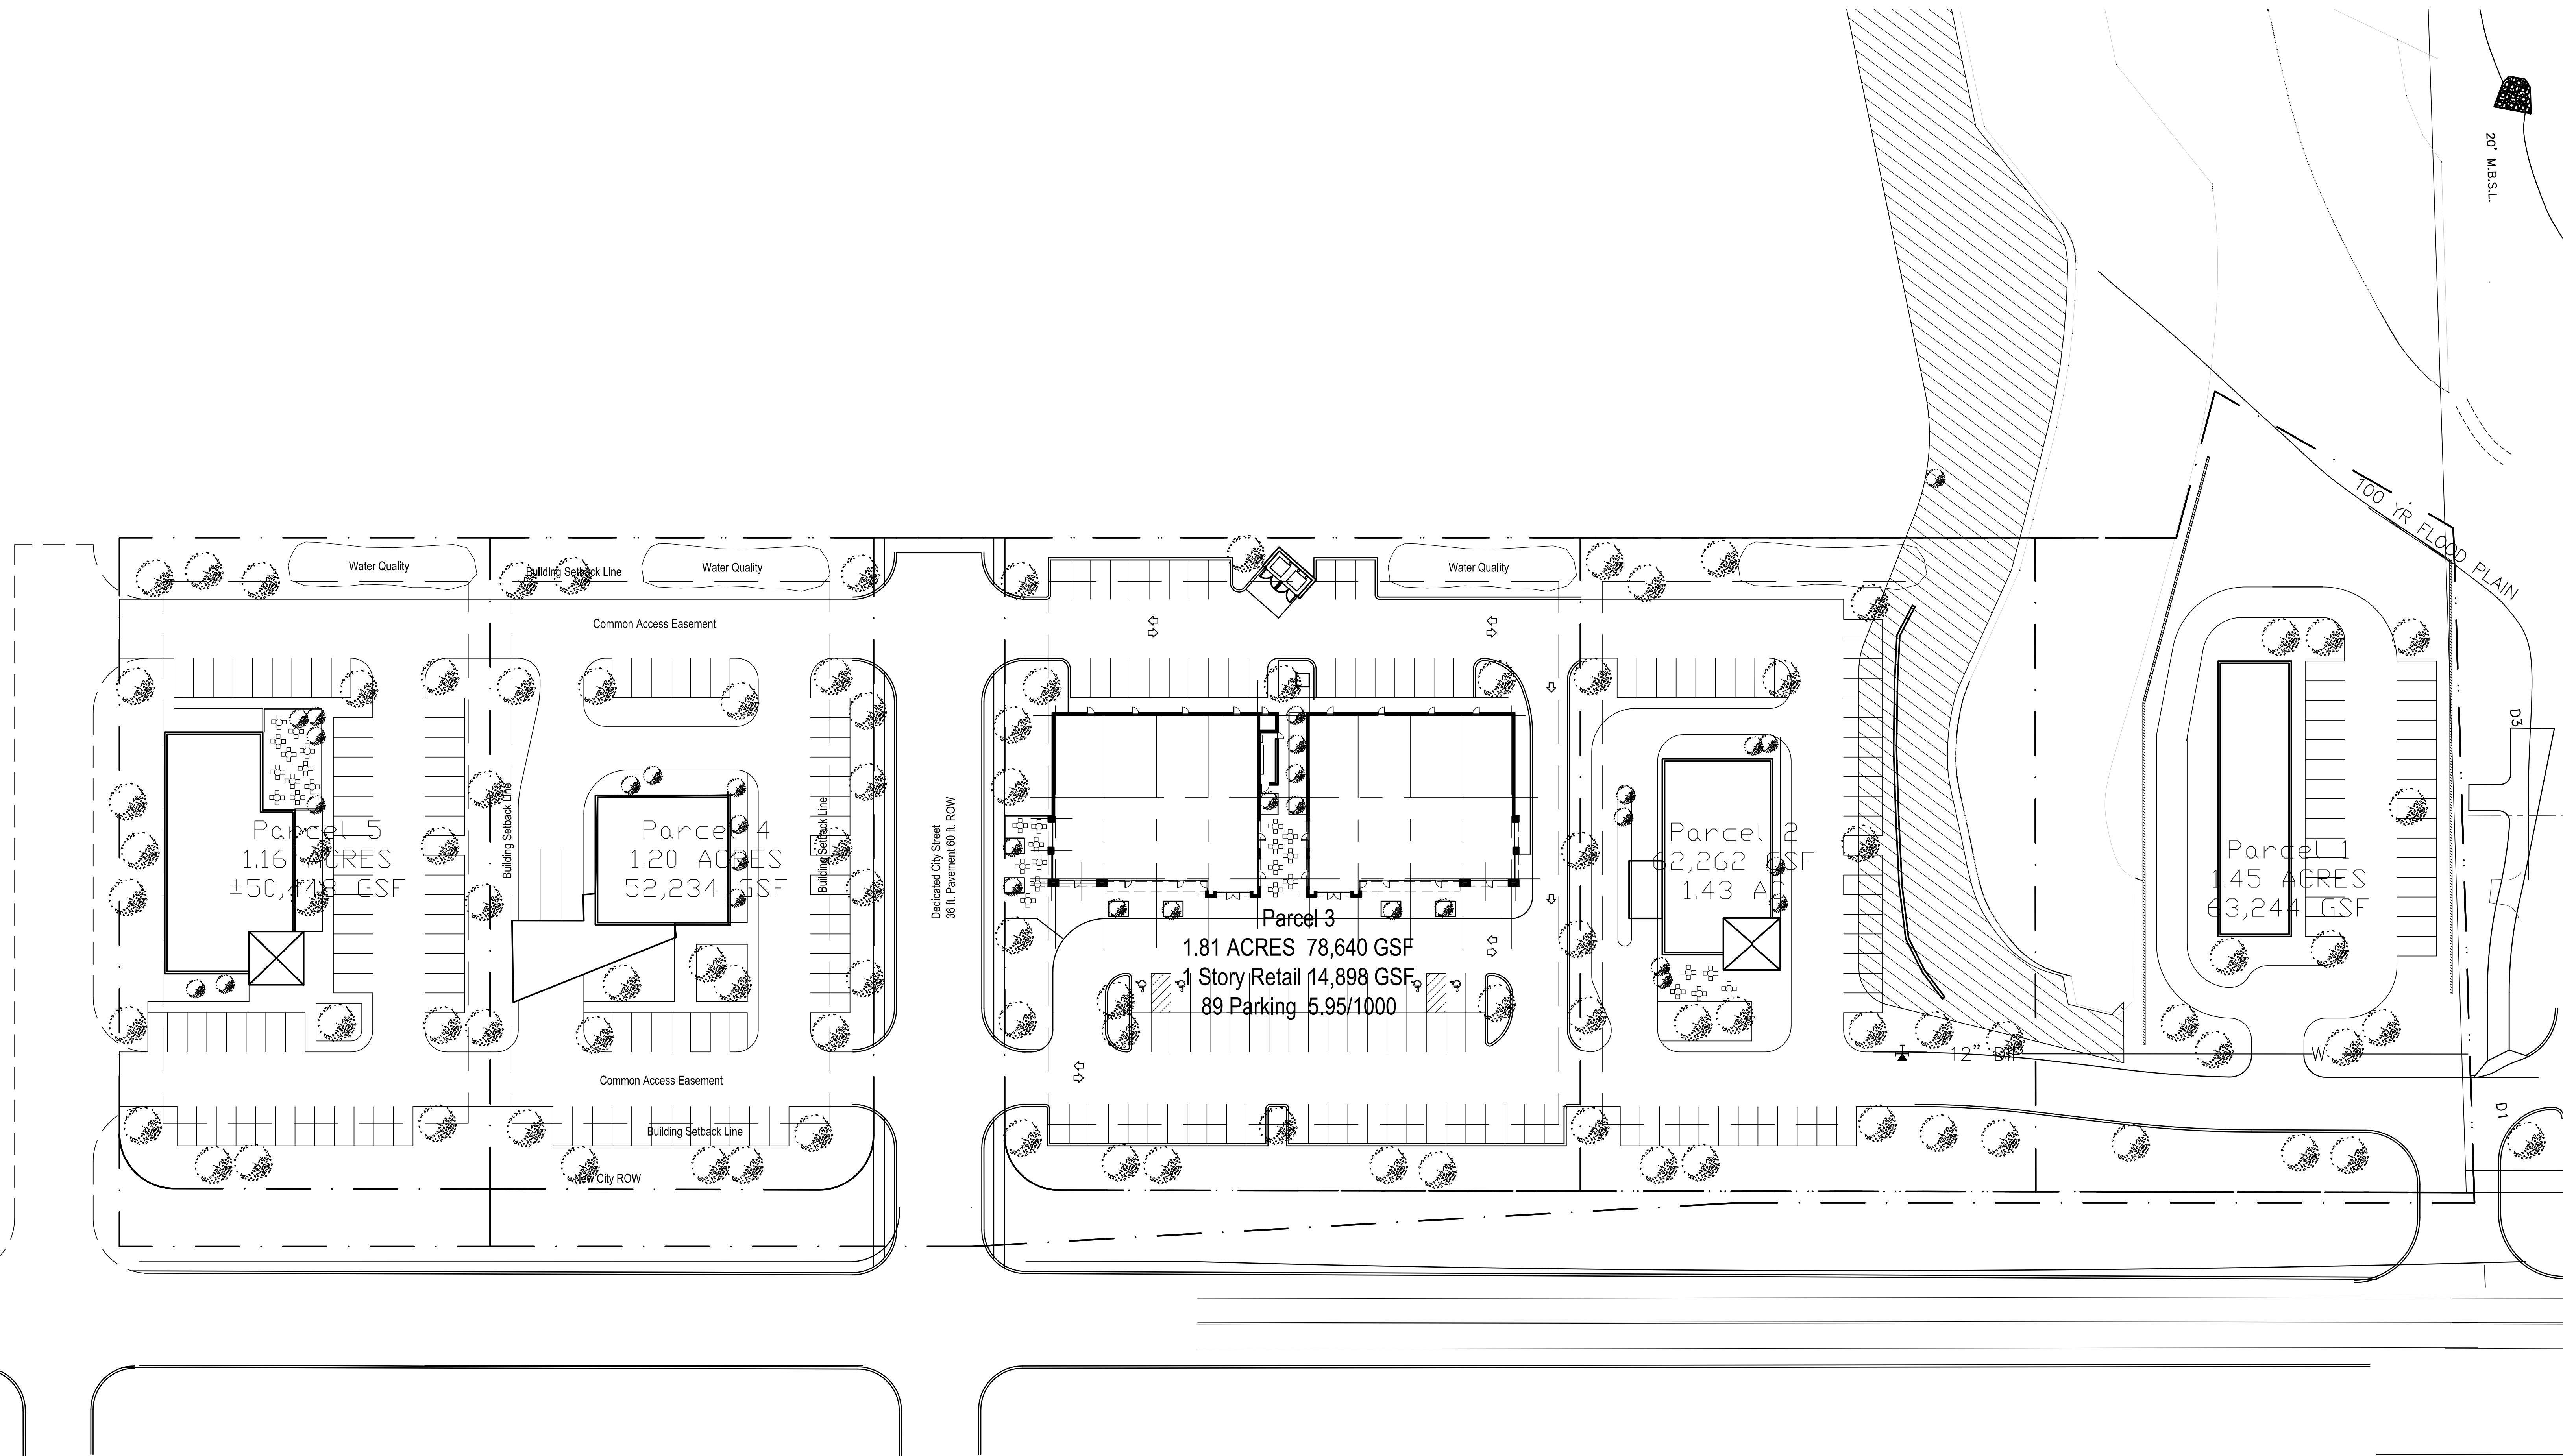 20' M.B.S.L.
100 YR FLOOD PLAIN
Water Quality
Building Setback Line
Water Quality
Water Quality
Common Access Easement
D3
Building Setback Line
Building Setback Line
Dedicated City Street
36 ft. Pavement 60 ft. ROW
Parcel 5
1.16 ACRES
±50,448 GSF
Parcel 4
1.20 ACRES
52,234 GSF
Parcel 3
1.81 ACRES 78,640 GSF
1 Story Retail 14,898 GSF
89 Parking 5.95/1000
Parcel 2
62,262 GSF
1.43 AC
Parcel 1
1.45 ACRES
63,244 GSF
12" DIP
W
Common Access Easement
D1
Building Setback Line
New City ROW